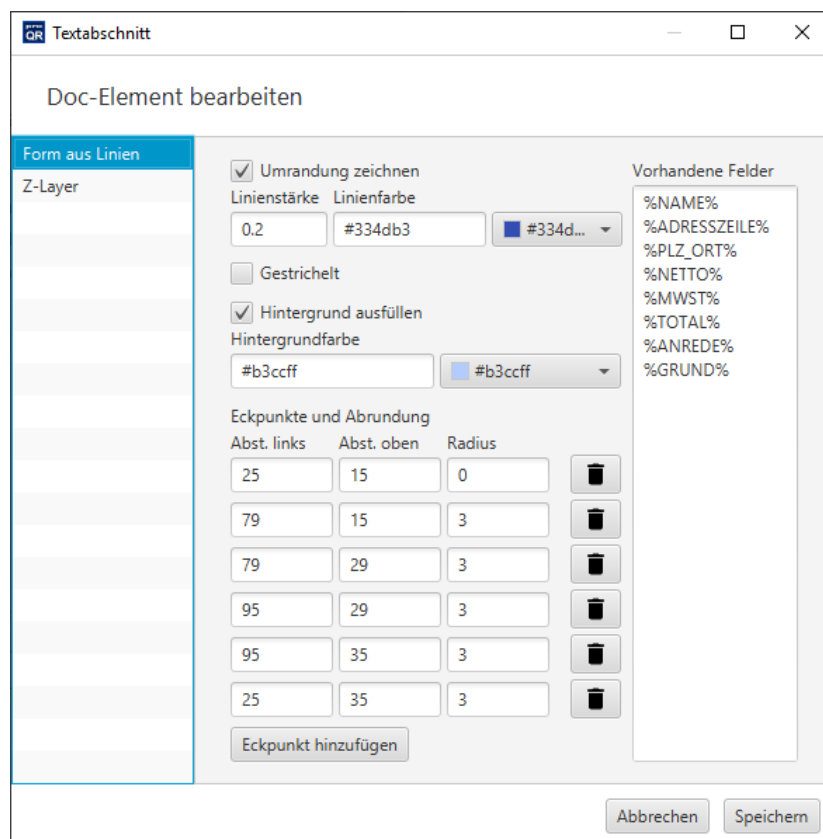 QR Textabschnitt
Doc-Element bearbeiten
Form aus Linien
Z-Layer
Umrandung zeichnen
Linienstärke Linienfarbe
0.2 #334db3 #334d...
Gestrichelt
Hintergrund ausfüllen
Hintergrundfarbe
#b3ccff #b3ccff
Eckpunkte und Abrundung
Abst. links Abst. oben Radius
25 15 0
79 15 3
79 29 3
95 29 3
95 35 3
25 35 3
Eckpunkt hinzufügen
Vorhandene Felder
%NAME%
%ADRESSZEILE%
%PLZ_ORT%
%NETTO%
%MWST%
%TOTAL%
%ANREDE%
%GRUND%
Abbrechen Speichern